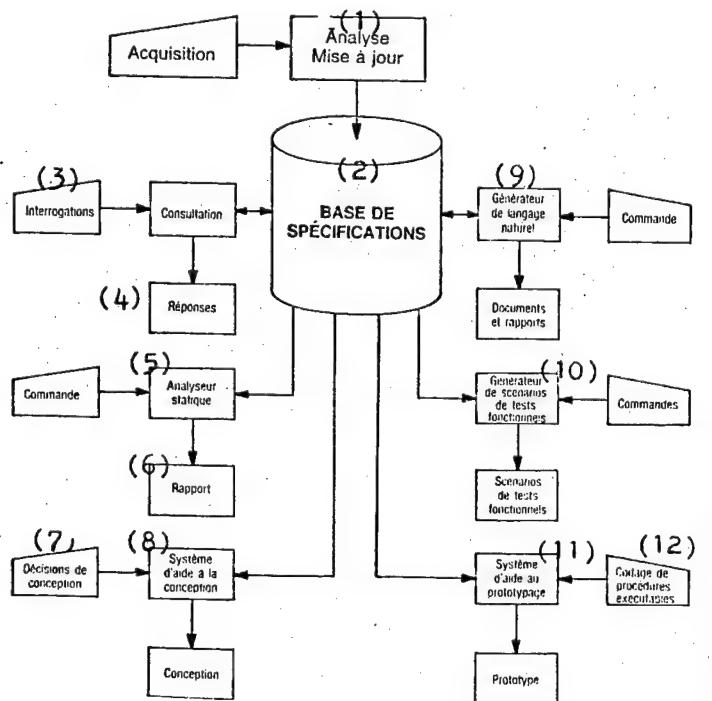 (1)
Acquisition
Analyse
Mise à jour
(2)
BASE DE
SPÉCIFICATIONS
(3)
Interrogations
Consultation
(4)
Réponses
(9)
Générateur
de langage
naturel
Commande
Documents
et rapports
(5)
Commande
Analyseur
statique
(6)
Rapport
(10)
Générateur
de scénarios
de tests
fonctionnels
Commandes
Scénarios
de tests
fonctionnels
(7)
Décisions de
conception
(8)
Système
d'aide à la
conception
Conception
(11)
Système
d'aide au
prototypage
(12)
Codage de
procédures
exécutables
Prototype